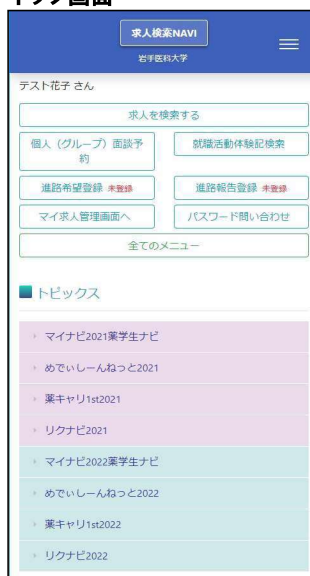 トップ画面
求人検索NAVI
岩手医科大学
テスト花子 さん
求人を検索する
個人（グループ）面談予
約
就職活動体験記検索
進路希望登録 未登録
進路報告登録 未登録
マイ求人管理画面へ
パスワード問い合わせ
全てのメニュー
トピックス
マイナビ2021薬学生ナビ
めでぃしーんねっと2021
薬キャリ1st2021
リクナビ2021
マイナビ2022薬学生ナビ
めでぃしーんねっと2022
薬キャリ1st2022
リクナビ2022